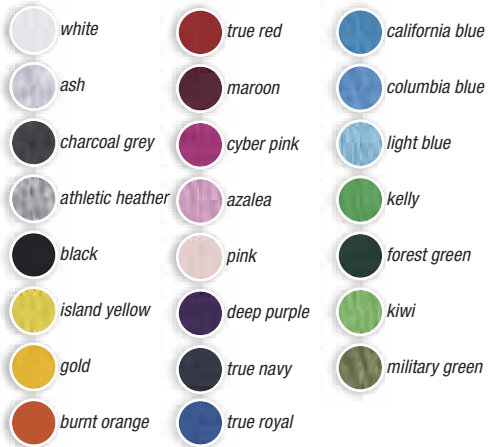 white
ash
charcoal grey
athletic heather
black
island yellow
gold
burnt orange
true red
maroon
cyber pink
azalea
pink
deep purple
true navy
true royal
california blue
columbia blue
light blue
kelly
forest green
kiwi
military green